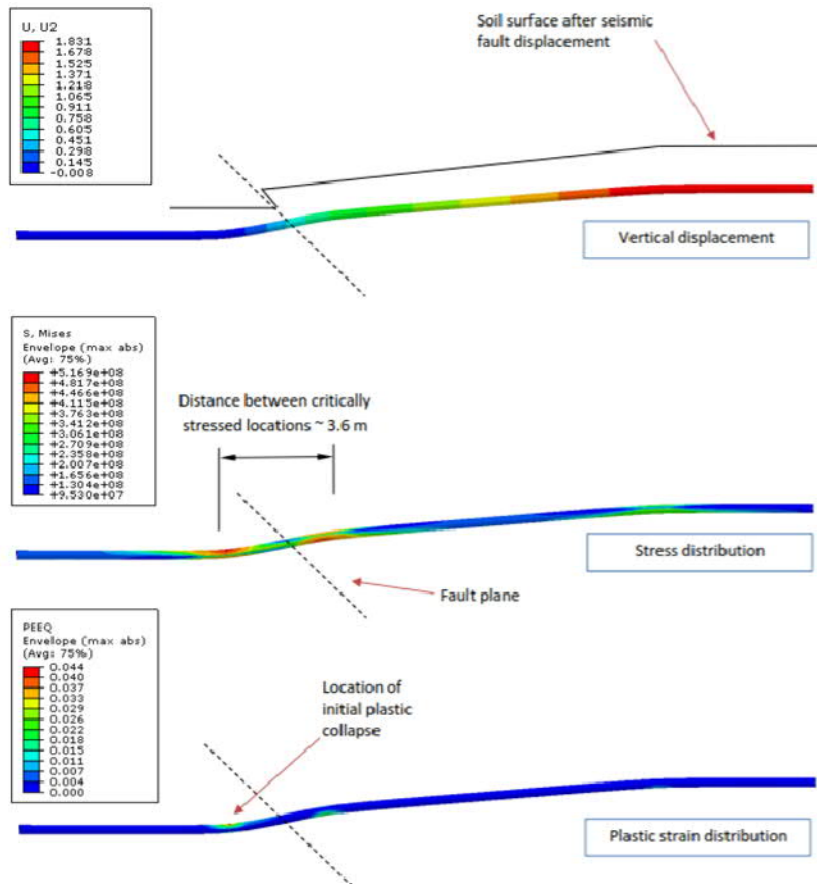 U, U2
1.831
1.678
1.525
1.371
1.218
1.065
0.911
0.758
0.605
0.451
0.298
0.145
-0.008
Soil surface after seismic
fault displacement
Vertical displacement
S, Mises
Envelope (max abs)
(Avg: 75%)
+5.169e+08
+4.817e+08
+4.466e+08
+4.115e+08
+3.763e+08
+3.412e+08
+3.061e+08
+2.709e+08
+2.358e+08
+2.007e+08
+1.656e+08
+1.304e+08
+9.530e+07
Distance between critically
stressed locations ~ 3.6 m
Stress distribution
Fault plane
PEEQ
Envelope (max abs)
(Avg: 75%)
0.044
0.040
0.037
0.033
0.029
0.026
0.022
0.018
0.015
0.011
0.007
0.004
0.000
Location of
initial plastic
collapse
Plastic strain distribution